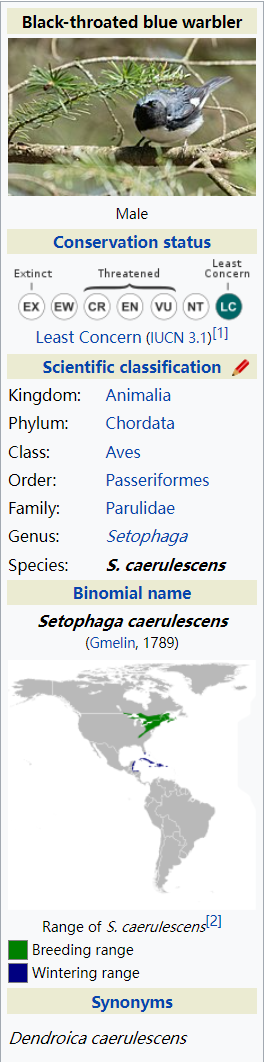 Black-throated blue warbler
Male
Conservation status
Extinct Threatened Least Concern
EX EW CR EN VU NT LC
Least Concern (IUCN 3.1)[1]
Scientific classification
Kingdom: Animalia
Phylum: Chordata
Class: Aves
Order: Passeriformes
Family: Parulidae
Genus: Setophaga
Species: S. caerulescens
Binomial name
Setophaga caerulescens
(Gmelin, 1789)
Range of S. caerulescens[2]
Breeding range
Wintering range
Synonyms
Dendroica caerulescens